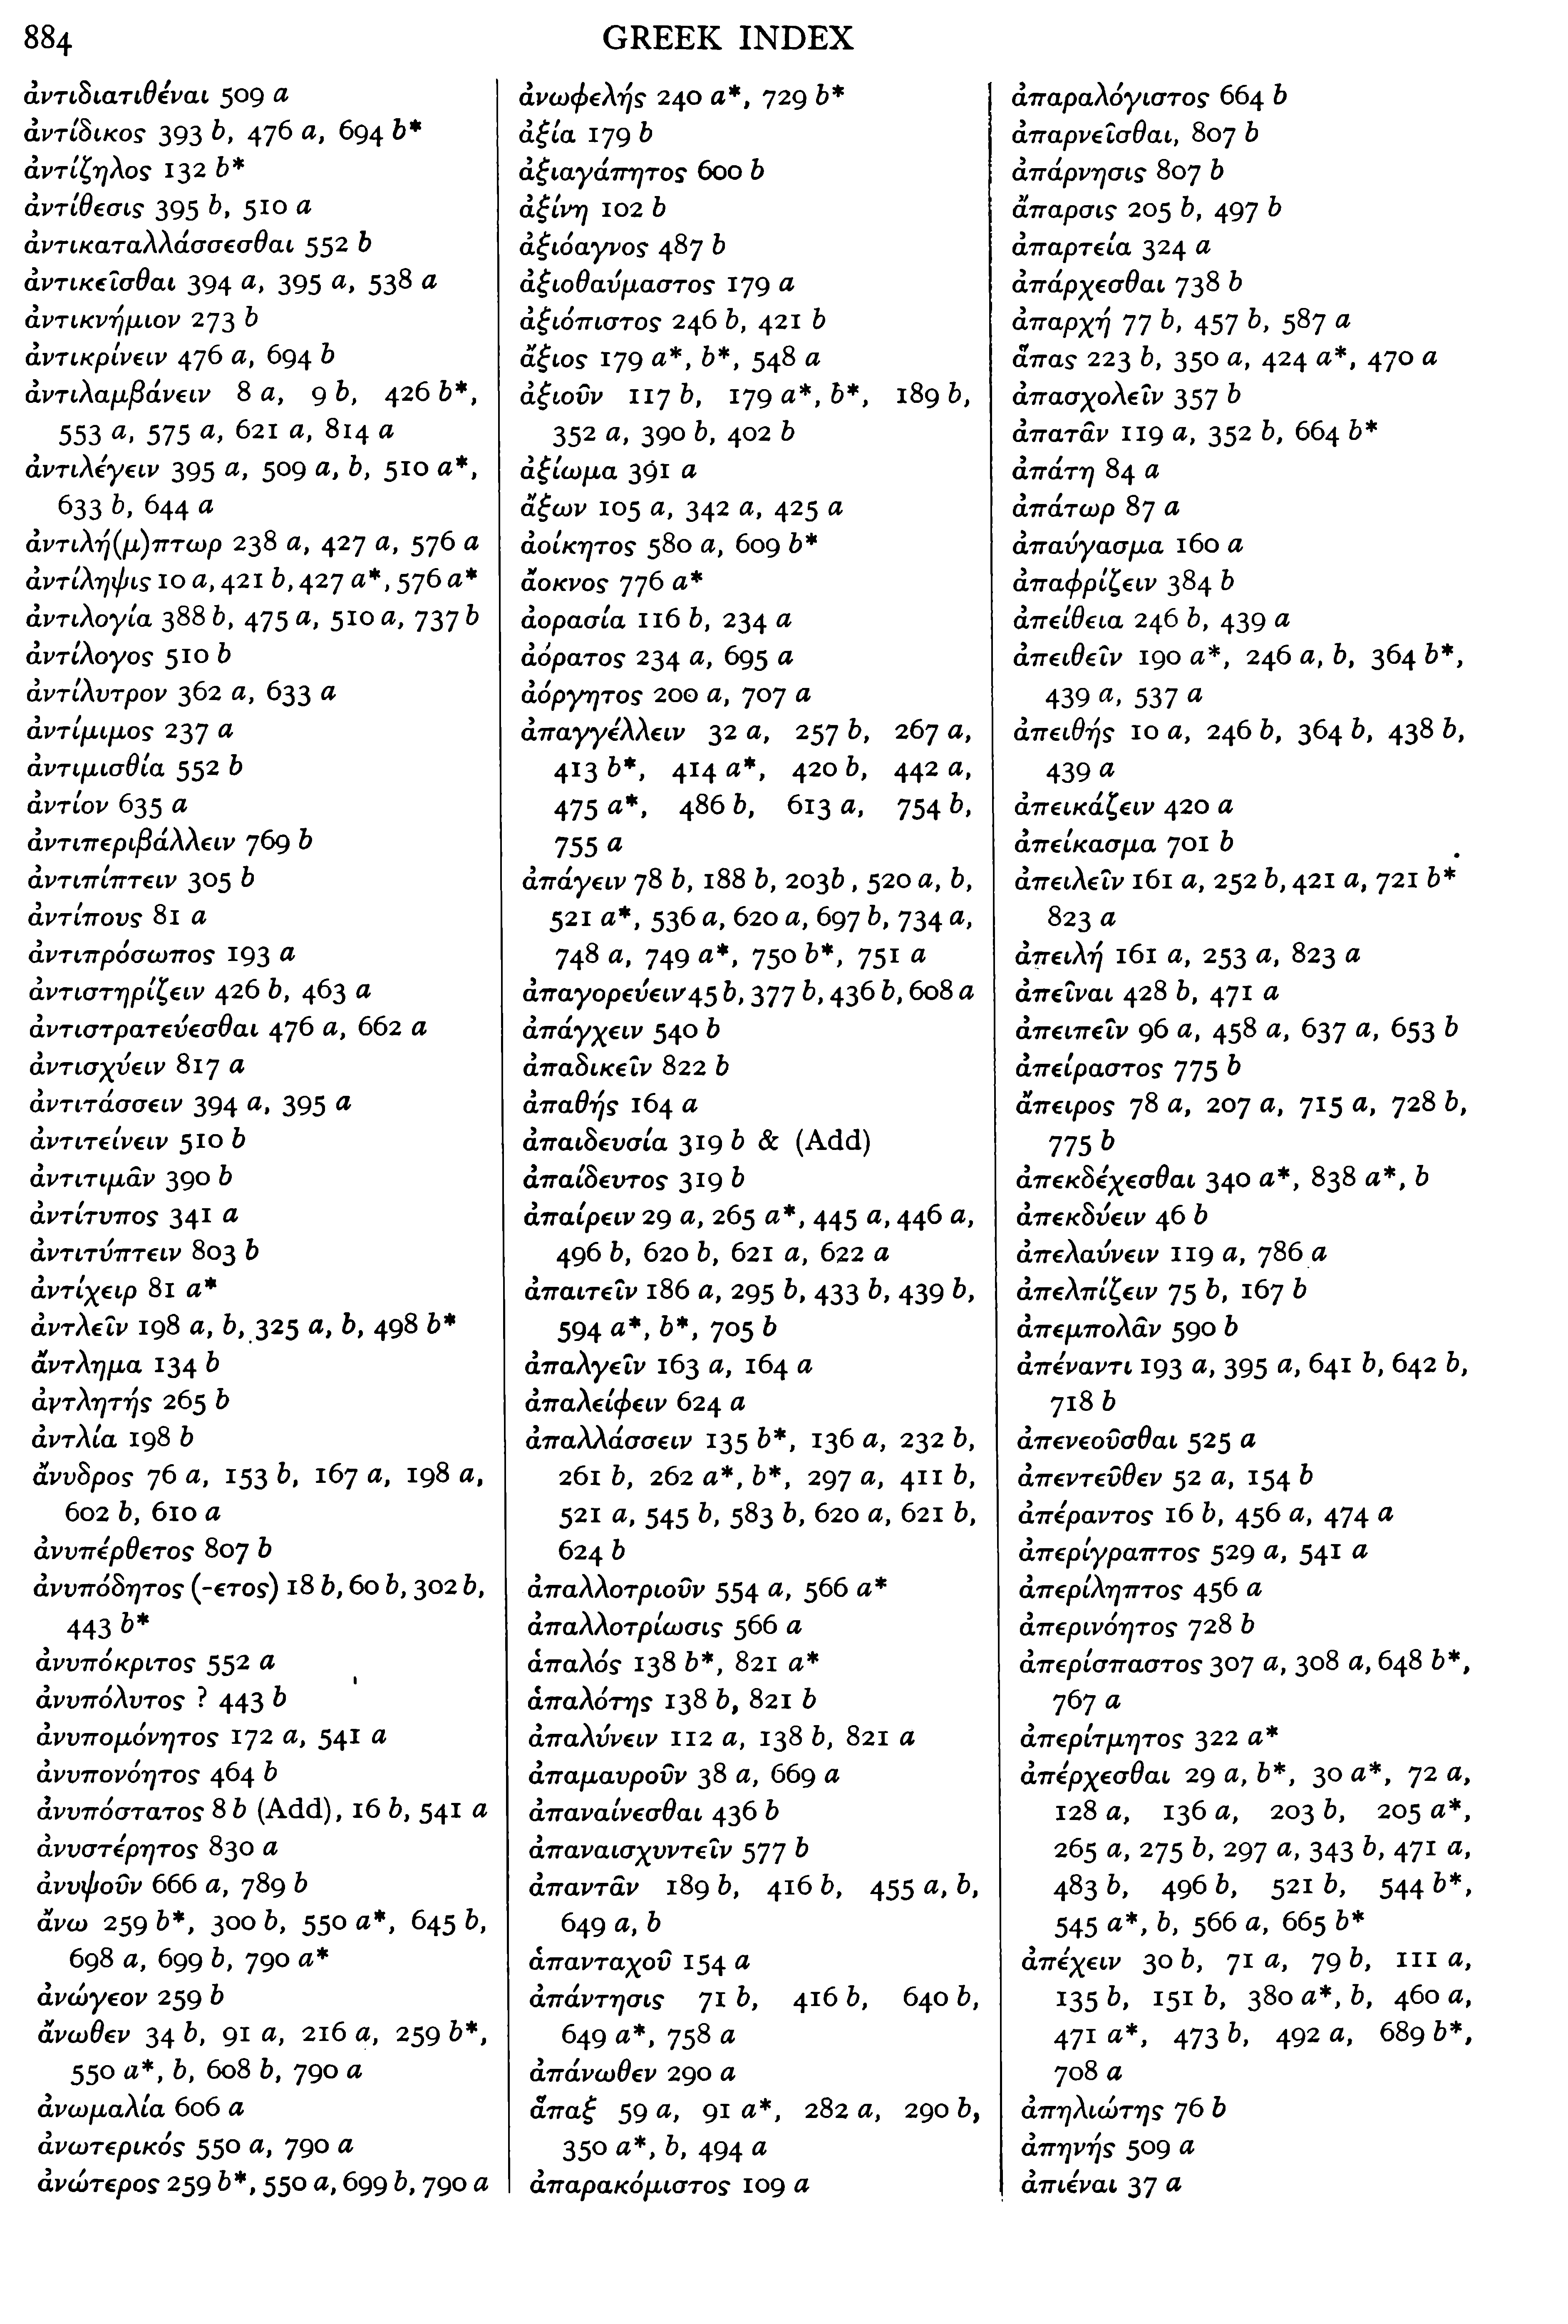 884
GREEK INDEX
ἀντιδιατιθέναι 509 a
ἀντίδικος 393 b, 476 a, 694 b*
ἀντίζηλος 132 b*
ἀντίθεσις 395 b, 510 a
ἀντικαταλλάσσεσθαι 552 b
ἀντικεῖσθαι 394 a, 395 a, 538 a
ἀντικνήμιον 273 b
ἀντικρίνειν 476 a, 694 b
ἀντιλαμβάνειν 8 a, 9 b, 426 b*,
553 a, 575 a, 621 a, 814 a
ἀντιλέγειν 395 a, 509 a, b, 510 a*,
633 b, 644 a
ἀντιλή(μ)πτωρ 238 a, 427 a, 576 a
ἀντίληψις 10 a, 421 b, 427 a*, 576 a*
ἀντιλογία 388 b, 475 a, 510 a, 737 b
ἀντίλογος 510 b
ἀντίλυτρον 362 a, 633 a
ἀντίμιμος 237 a
ἀντιμισθία 552 b
ἀντίον 635 a
ἀντιπεριβάλλειν 769 b
ἀντιπίπτειν 305 b
ἀντίπους 81 a
ἀντιπρόσωπος 193 a
ἀντιστηρίζειν 426 b, 463 a
ἀντιστρατεύεσθαι 476 a, 662 a
ἀντισχύειν 817 a
ἀντιτάσσειν 394 a, 395 a
ἀντιτείνειν 510 b
ἀντιτιμᾶν 390 b
ἀντίτυπος 341 a
ἀντιτύπτειν 803 b
ἀντίχειρ 81 a*
ἀντλεῖν 198 a, b, 325 a, b, 498 b*
ἄντλημα 134 b
ἀντλητής 265 b
ἀντλία 198 b
ἄνυδρος 76 a, 153 b, 167 a, 198 a,
602 b, 610 a
ἀνυπέρθετος 807 b
ἀνυπόδητος (-ετος) 18 b, 60 b, 302 b,
443 b*
ἀνυπόκριτος 552 a
ἀνυπόλυτος ? 443 b
ἀνυπομόνητος 172 a, 541 a
ἀνυπονόητος 464 b
ἀνυπόστατος 8 b (Add), 16 b, 541 a
ἀνυστέρητος 830 a
ἀνυψοῦν 666 a, 789 b
ἄνω 259 b*, 300 b, 550 a*, 645 b,
698 a, 699 b, 790 a*
ἀνώγεον 259 b
ἄνωθεν 34 b, 91 a, 216 a, 259 b*,
550 a*, b, 608 b, 790 a
ἀνωμαλία 606 a
ἀνωτερικός 550 a, 790 a
ἀνώτερος 259 b*, 550 a, 699 b, 790 a
ἀνωφελής 240 a*, 729 b*
ἀξία 179 b
ἀξιαγάπητος 600 b
ἀξίνη 102 b
ἀξιόαγνος 487 b
ἀξιοθαύμαστος 179 a
ἀξιόπιστος 246 b, 421 b
ἄξιος 179 a*, b*, 548 a
ἀξιοῦν 117 b, 179 a*, b*, 189 b,
352 a, 390 b, 402 b
ἀξίωμα 391 a
ἄξων 105 a, 342 a, 425 a
ἀοίκητος 580 a, 609 b*
ἄοκνος 776 a*
ἀορασία 116 b, 234 a
ἀόρατος 234 a, 695 a
ἀόργητος 200 a, 707 a
ἀπαγγέλλειν 32 a, 257 b, 267 a,
413 b*, 414 a*, 420 b, 442 a,
475 a*, 486 b, 613 a, 754 b,
755 a
ἀπάγειν 78 b, 188 b, 203b , 520 a, b,
521 a*, 536 a, 620 a, 697 b, 734 a,
748 a, 749 a*, 750 b*, 751 a
ἀπαγορεύειν 45 b, 377 b, 436 b, 608 a
ἀπάγχειν 540 b
ἀπαδικεῖν 822 b
ἀπαθής 164 a
ἀπαιδευσία 319 b & (Add)
ἀπαίδευτος 319 b
ἀπαίρειν 29 a, 265 a*, 445 a, 446 a,
496 b, 620 b, 621 a, 622 a
ἀπαιτεῖν 186 a, 295 b, 433 b, 439 b,
594 a*, b*, 705 b
ἀπαλγεῖν 163 a, 164 a
ἀπαλείφειν 624 a
ἀπαλλάσσειν 135 b*, 136 a, 232 b,
261 b, 262 a*, b*, 297 a, 411 b,
521 a, 545 b, 583 b, 620 a, 621 b,
624 b
ἀπαλλοτριοῦν 554 a, 566 a*
ἀπαλλοτρίωσις 566 a
ἁπαλός 138 b*, 821 a*
ἁπαλότης 138 b, 821 b
ἀπαλύνειν 112 a, 138 b, 821 a
ἀπαμαυροῦν 38 a, 669 a
ἀπαναίνεσθαι 436 b
ἀπαναισχυντεῖν 577 b
ἀπαντᾶν 189 b, 416 b, 455 a, b,
649 a, b
ἁπανταχοῦ 154 a
ἀπάντησις 71 b, 416 b, 640 b,
649 a*, 758 a
ἀπάνωθεν 290 a
ἅπαξ 59 a, 91 a*, 282 a, 290 b,
350 a*, b, 494 a
ἀπαρακόμιστος 109 a
ἀπαραλόγιστος 664 b
ἀπαρνεῖσθαι, 807 b
ἀπάρνησις 807 b
ἄπαρσις 205 b, 497 b
ἀπαρτεία 324 a
ἀπάρχεσθαι 738 b
ἀπαρχή 77 b, 457 b, 587 a
ἅπας 223 b, 350 a, 424 a*, 470 a
ἀπασχολεῖν 357 b
ἀπατᾶν 119 a, 352 b, 664 b*
ἀπάτη 84 a
ἀπάτωρ 87 a
ἀπαύγασμα 160 a
ἀπαφρίζειν 384 b
ἀπείθεια 246 b, 439 a
ἀπειθεῖν 190 a*, 246 a, b, 364 b*,
439 a, 537 a
ἀπειθής 10 a, 246 b, 364 b, 438 b,
439 a
ἀπεικάζειν 420 a
ἀπείκασμα 701 b
ἀπειλεῖν 161 a, 252 b, 421 a, 721 b*
823 a
ἀπειλή 161 a, 253 a, 823 a
ἀπεῖναι 428 b, 471 a
ἀπειπεῖν 96 a, 458 a, 637 a, 653 b
ἀπείραστος 775 b
ἄπειρος 78 a, 207 a, 715 a, 728 b,
775 b
ἀπεκδέχεσθαι 340 a*, 838 a*, b
ἀπεκδύειν 46 b
ἀπελαύνειν 119 a, 786 a
ἀπελπίζειν 75 b, 167 b
ἀπεμπολᾶν 590 b
ἀπέναντι 193 a, 395 a, 641 b, 642 b,
718 b
ἀπενεοῦσθαι 525 a
ἀπεντεῦθεν 52 a, 154 b
ἀπέραντος 16 b, 456 a, 474 a
ἀπερίγραπτος 529 a, 541 a
ἀπερίληπτος 456 a
ἀπερινόητος 728 b
ἀπερίσπαστος 307 a, 308 a, 648 b*,
767 a
ἀπερίτμητος 322 a*
ἀπέρχεσθαι 29 a, b*, 30 a*, 72 a,
128 a, 136 a, 203 b, 205 a*,
265 a, 275 b, 297 a, 343 b, 471 a,
483 b, 496 b, 521 b, 544 b*,
545 a*, b, 566 a, 665 b*
ἀπέχειν 30 b, 71 a, 79 b, 111 a,
135 b, 151 b, 380 a*, b, 460 a,
471 a*, 473 b, 492 a, 689 b*,
708 a
ἀπηλιώτης 76 b
ἀπηνής 509 a
ἀπιέναι 37 a